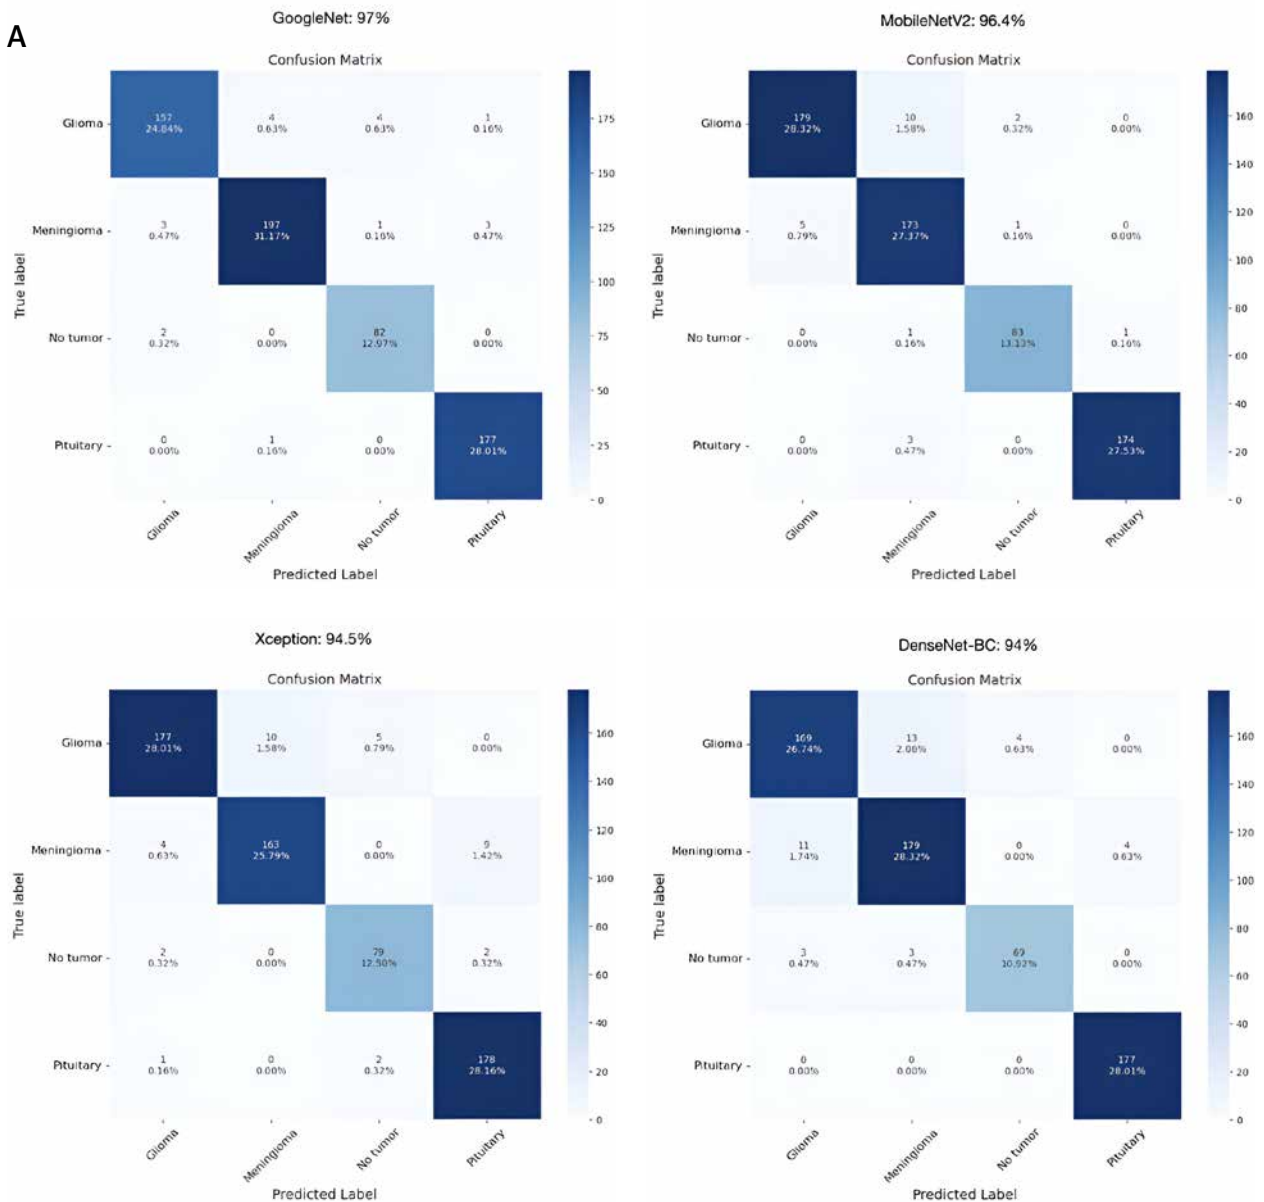 A
GoogleNet: 97%
Confusion Matrix
True label
Glioma
157 4 4 1
24.84% 0.63% 0.63% 0.16%
Meningioma
3 197 1 3
0.47% 31.17% 0.16% 0.47%
No tumor
2 0 82 0
0.32% 0.00% 12.97% 0.00%
Pituitary
0 1 0 177
0.00% 0.16% 0.00% 28.01%
Glioma Meningioma No tumor Pituitary
Predicted Label
175
150
125
100
75
50
25
0
MobileNetV2: 96.4%
Confusion Matrix
True label
Glioma
179 10 2 0
28.32% 1.58% 0.32% 0.00%
Meningioma
5 173 1 0
0.79% 27.37% 0.16% 0.00%
No tumor
0 1 83 1
0.00% 0.16% 13.13% 0.16%
Pituitary
0 3 0 174
0.00% 0.47% 0.00% 27.53%
Glioma Meningioma No tumor Pituitary
Predicted Label
160
140
120
100
80
60
40
20
0
Xception: 94.5%
Confusion Matrix
True label
Glioma
177 10 5 0
28.01% 1.58% 0.79% 0.00%
Meningioma
4 163 0 9
0.63% 25.79% 0.00% 1.42%
No tumor
2 0 79 2
0.32% 0.00% 12.50% 0.32%
Pituitary
1 0 2 178
0.16% 0.00% 0.32% 28.16%
Glioma Meningioma No tumor Pituitary
Predicted Label
160
140
120
100
80
60
40
20
0
DenseNet-BC: 94%
Confusion Matrix
True label
Glioma
169 13 4 0
26.74% 2.06% 0.63% 0.00%
Meningioma
11 179 0 4
1.74% 28.32% 0.00% 0.63%
No tumor
3 3 69 0
0.47% 0.47% 10.92% 0.00%
Pituitary
0 0 0 177
0.00% 0.00% 0.00% 28.01%
Glioma Meningioma No tumor Pituitary
Predicted Label
160
140
120
100
80
60
40
20
0